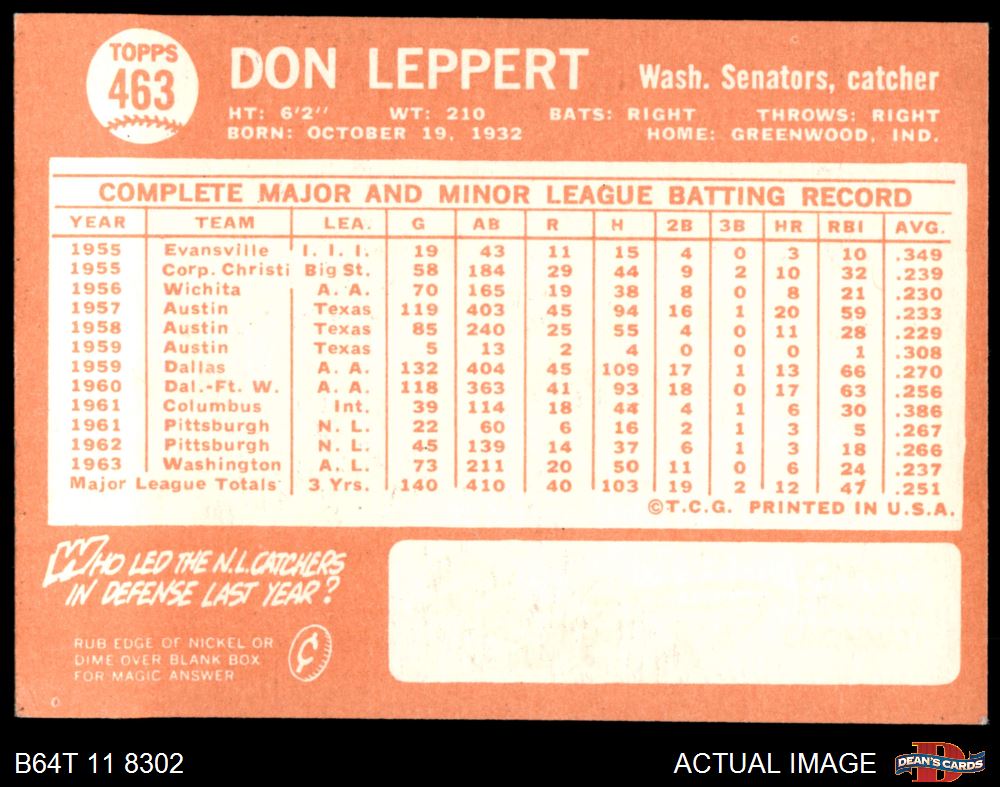 TOPPS
463
DON LEPPERT Wash. Senators, catcher
HT: 6'2" WT: 210 BATS: RIGHT THROWS: RIGHT
BORN: OCTOBER 19, 1932 HOME: GREENWOOD, IND.
COMPLETE MAJOR AND MINOR LEAGUE BATTING RECORD
YEAR TEAM LEA. G AB R H 2B 3B HR RBI AVG.
1955 Evansville I. I. I. 19 43 11 15 4 0 3 10 .349
1955 Corp. Christi Big St. 58 184 29 44 9 2 10 32 .239
1956 Wichita A. A. 70 165 19 38 8 0 8 21 .230
1957 Austin Texas 119 403 45 94 16 1 20 59 .233
1958 Austin Texas 85 240 25 55 4 0 11 28 .229
1959 Austin Texas 5 13 2 4 0 0 0 1 .308
1959 Dallas A. A. 132 404 45 109 17 1 13 66 .270
1960 Dal.-Ft. W. A. A. 118 363 41 93 18 0 17 63 .256
1961 Columbus Int. 39 114 18 44 4 1 6 30 .386
1961 Pittsburgh N. L. 22 60 6 16 2 1 3 5 .267
1962 Pittsburgh N. L. 45 139 14 37 6 1 3 18 .266
1963 Washington A. L. 73 211 20 50 11 0 6 24 .237
Major League Totals 3 Yrs. 140 410 40 103 19 2 12 47 .251
©T.C.G. PRINTED IN U.S.A.
WHO LED THE N.L. CATCHERS
IN DEFENSE LAST YEAR?
RUB EDGE OF NICKEL OR
DIME OVER BLANK BOX
FOR MAGIC ANSWER
¢
B64T 11 8302 ACTUAL IMAGE DEAN'S CARDS